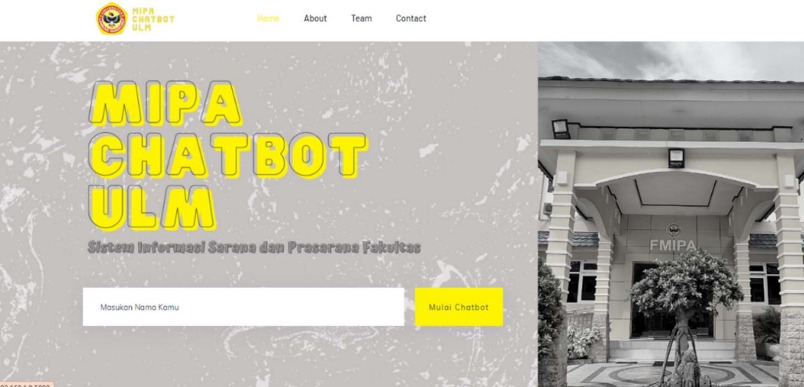 MIPA
CHATBOT
ULM
Home About Team Contact
MIPA
CHATBOT
ULM
Sistem Informasi Sarana dan Prasarana Fakultas
Masukan Nama Kamu
Mulai Chatbot
FMIPA